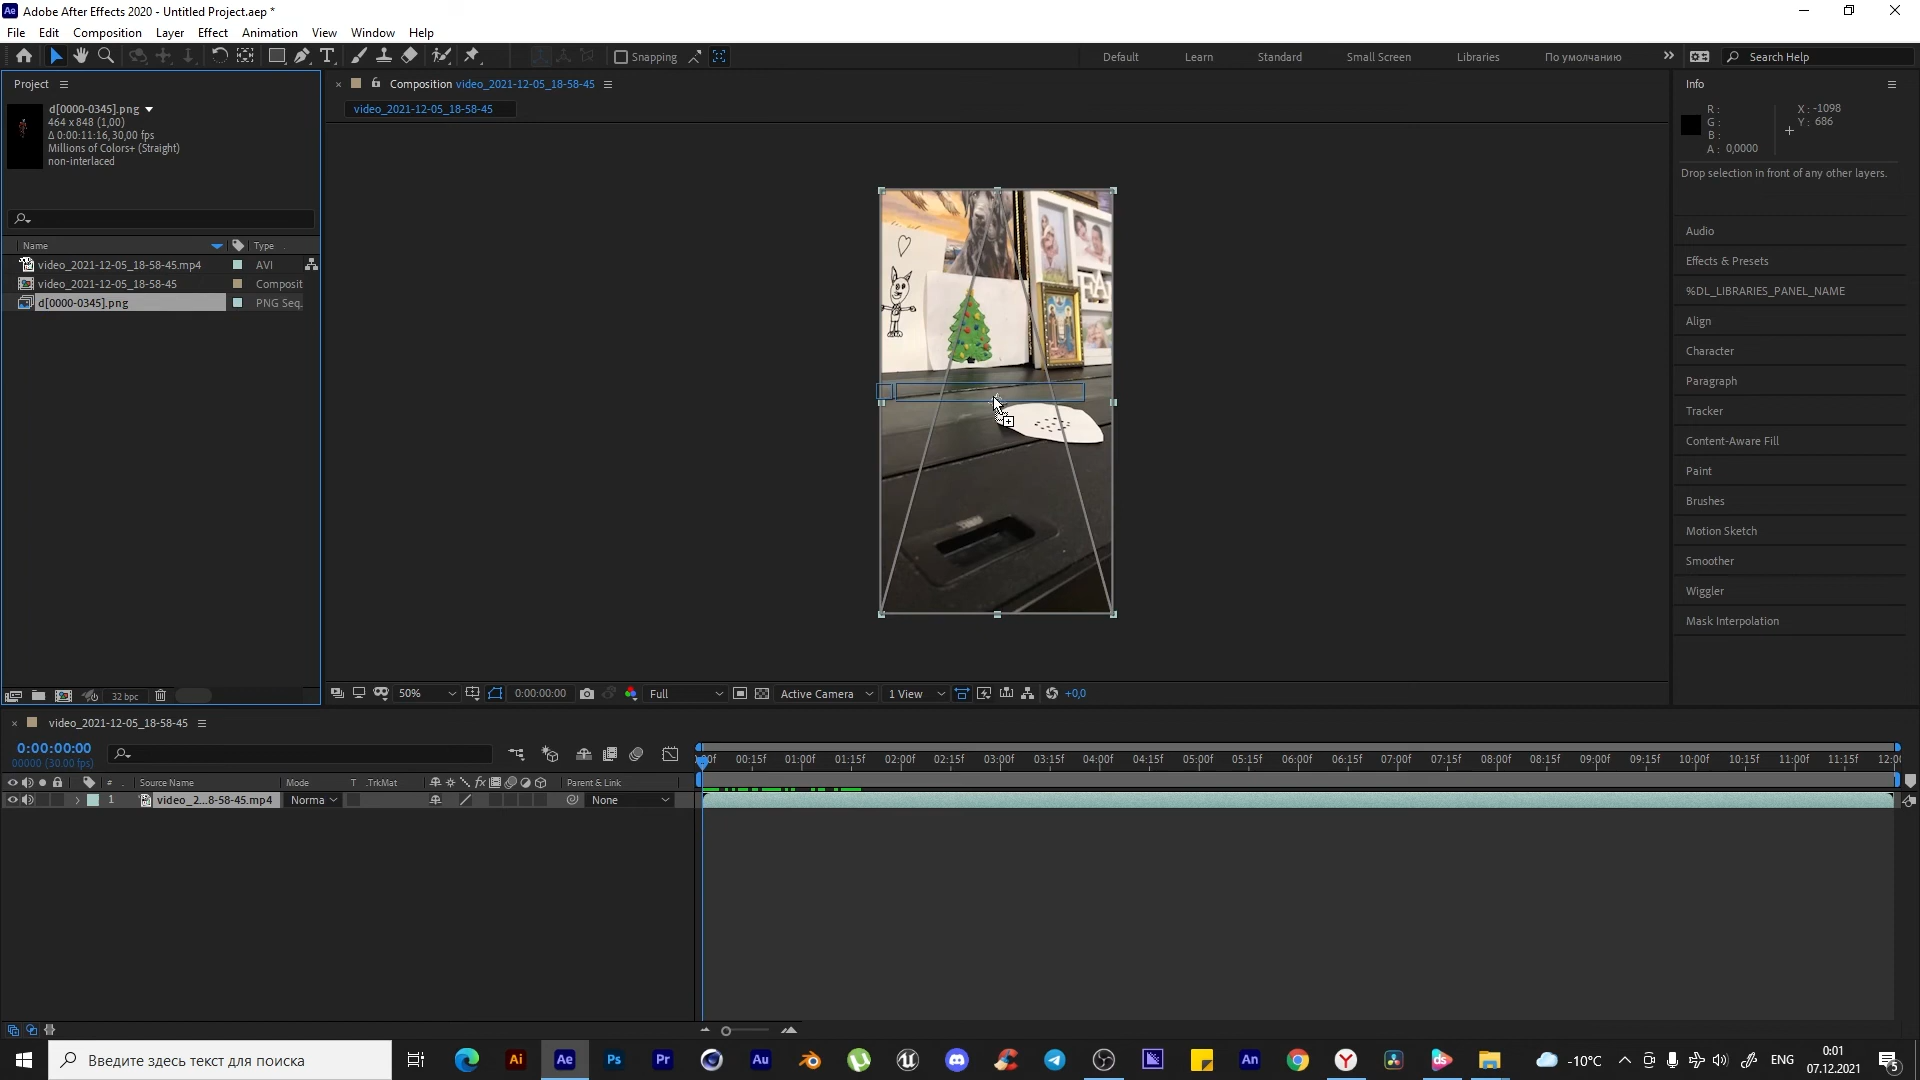 Adobe After Effects 2020 - Untitled Project.aep *
File Edit Composition Layer Effect Animation View Window Help
Snapping
Default Learn Standard Small Screen Libraries По умолчанию
Search Help
Project
d[0000-0345].png
464 x 848 (1,00)
Δ 0:00:11:16, 30,00 fps
Millions of Colors+ (Straight)
non-interlaced
Name Type
video_2021-12-05_18-58-45.mp4 AVI
video_2021-12-05_18-58-45 Composit
d[0000-0345].png PNG Seq.
32 bpc
Composition video_2021-12-05_18-58-45
video_2021-12-05_18-58-45
50% 0:00:00:00 Full Active Camera 1 View +0,0
Info
R :
G :
B :
A : 0,0000
X : -1098
Y : 686
Drop selection in front of any other layers.
Audio
Effects & Presets
%DL_LIBRARIES_PANEL_NAME
Align
Character
Paragraph
Tracker
Content-Aware Fill
Paint
Brushes
Motion Sketch
Smoother
Wiggler
Mask Interpolation
video_2021-12-05_18-58-45
0:00:00:00
00000 (30.00 fps)
# Source Name Mode T .TrkMat Parent & Link
1 video_2...8-58-45.mp4 Norma None
00:15f 01:00f 01:15f 02:00f 02:15f 03:00f 03:15f 04:00f 04:15f 05:00f 05:15f 06:00f 06:15f 07:00f 07:15f 08:00f 08:15f 09:00f 09:15f 10:00f 10:15f 11:00f 11:15f 12:00
Введите здесь текст для поиска
Ai Ae Ps Pr Au An
-10°C ENG
0:01
07.12.2021
5